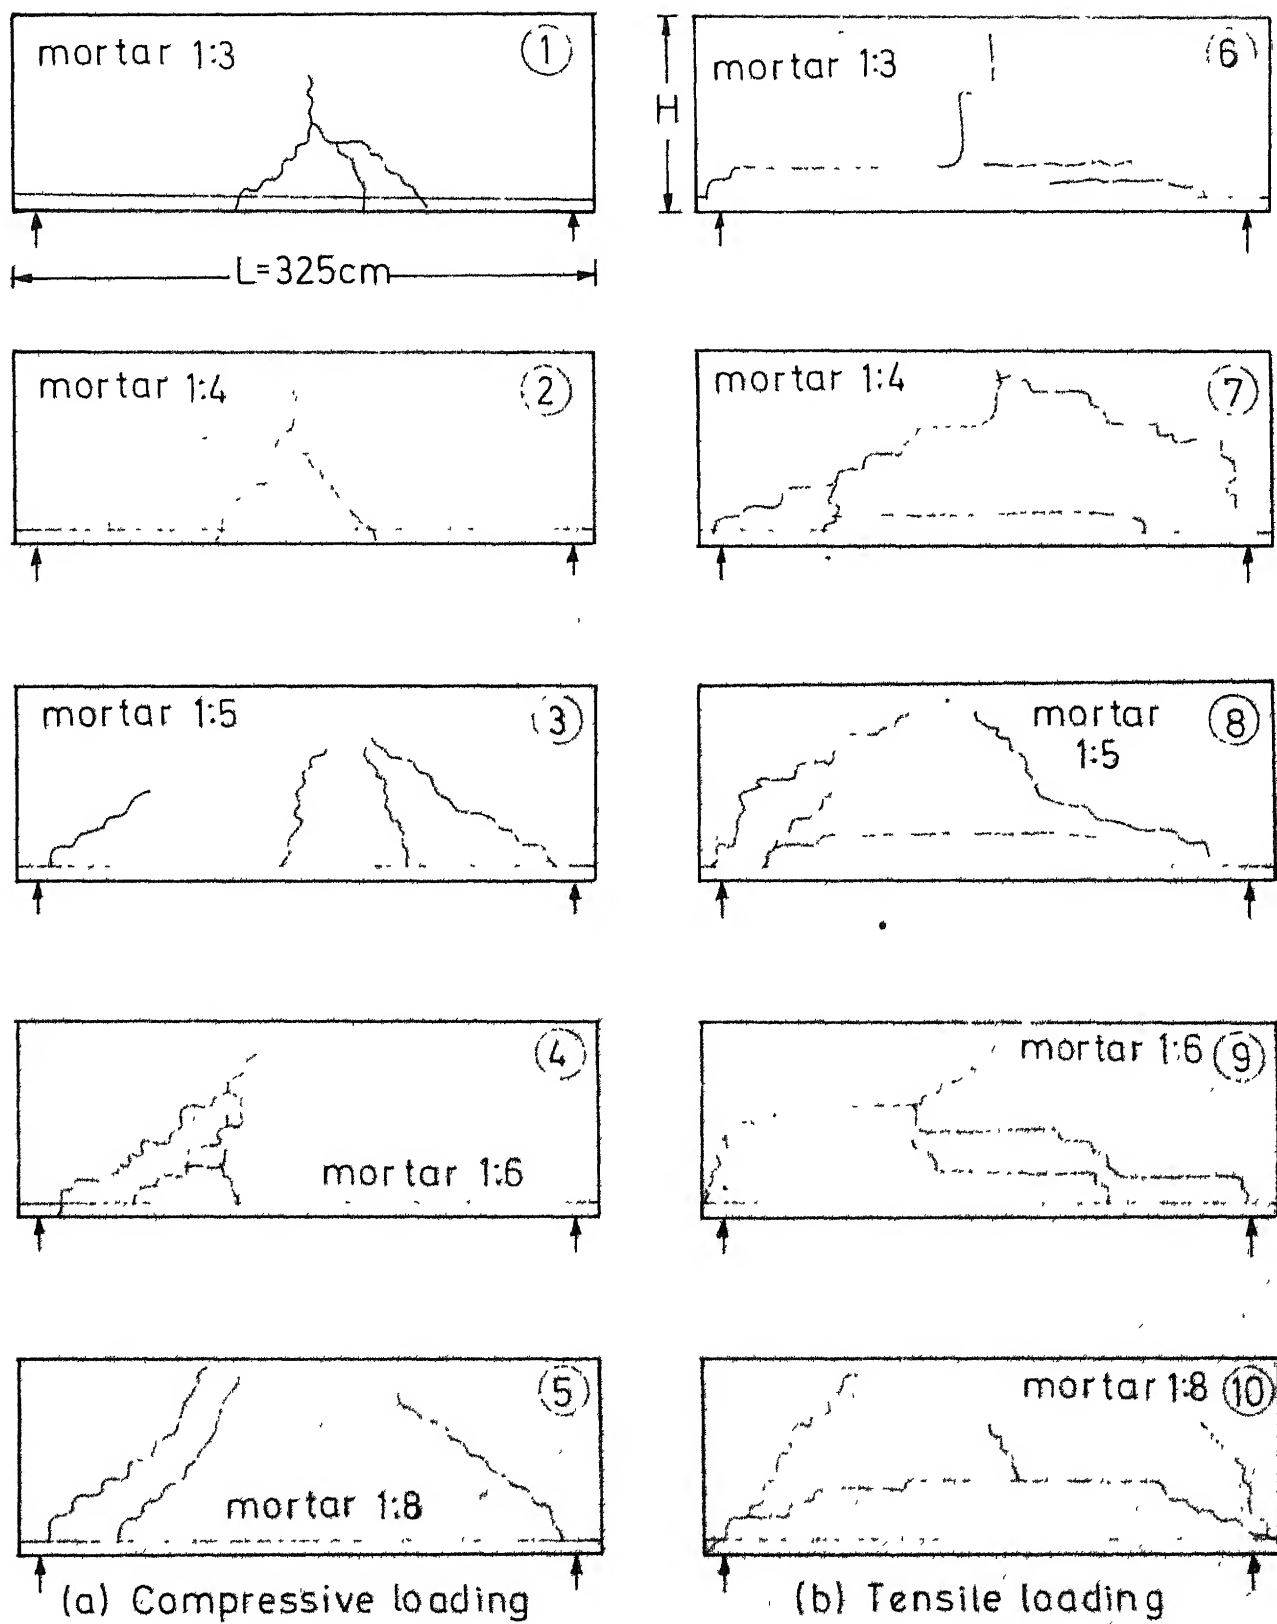 mortar 1:3 1
L=325cm
mortar 1:4 2
mortar 1:5 3
4
mortar 1:6
5
mortar 1:8
(a) Compressive loading
H
mortar 1:3 6
mortar 1:4 7
mortar 8
1:5
mortar 1:6 9
mortar 1:8 10
(b) Tensile loading